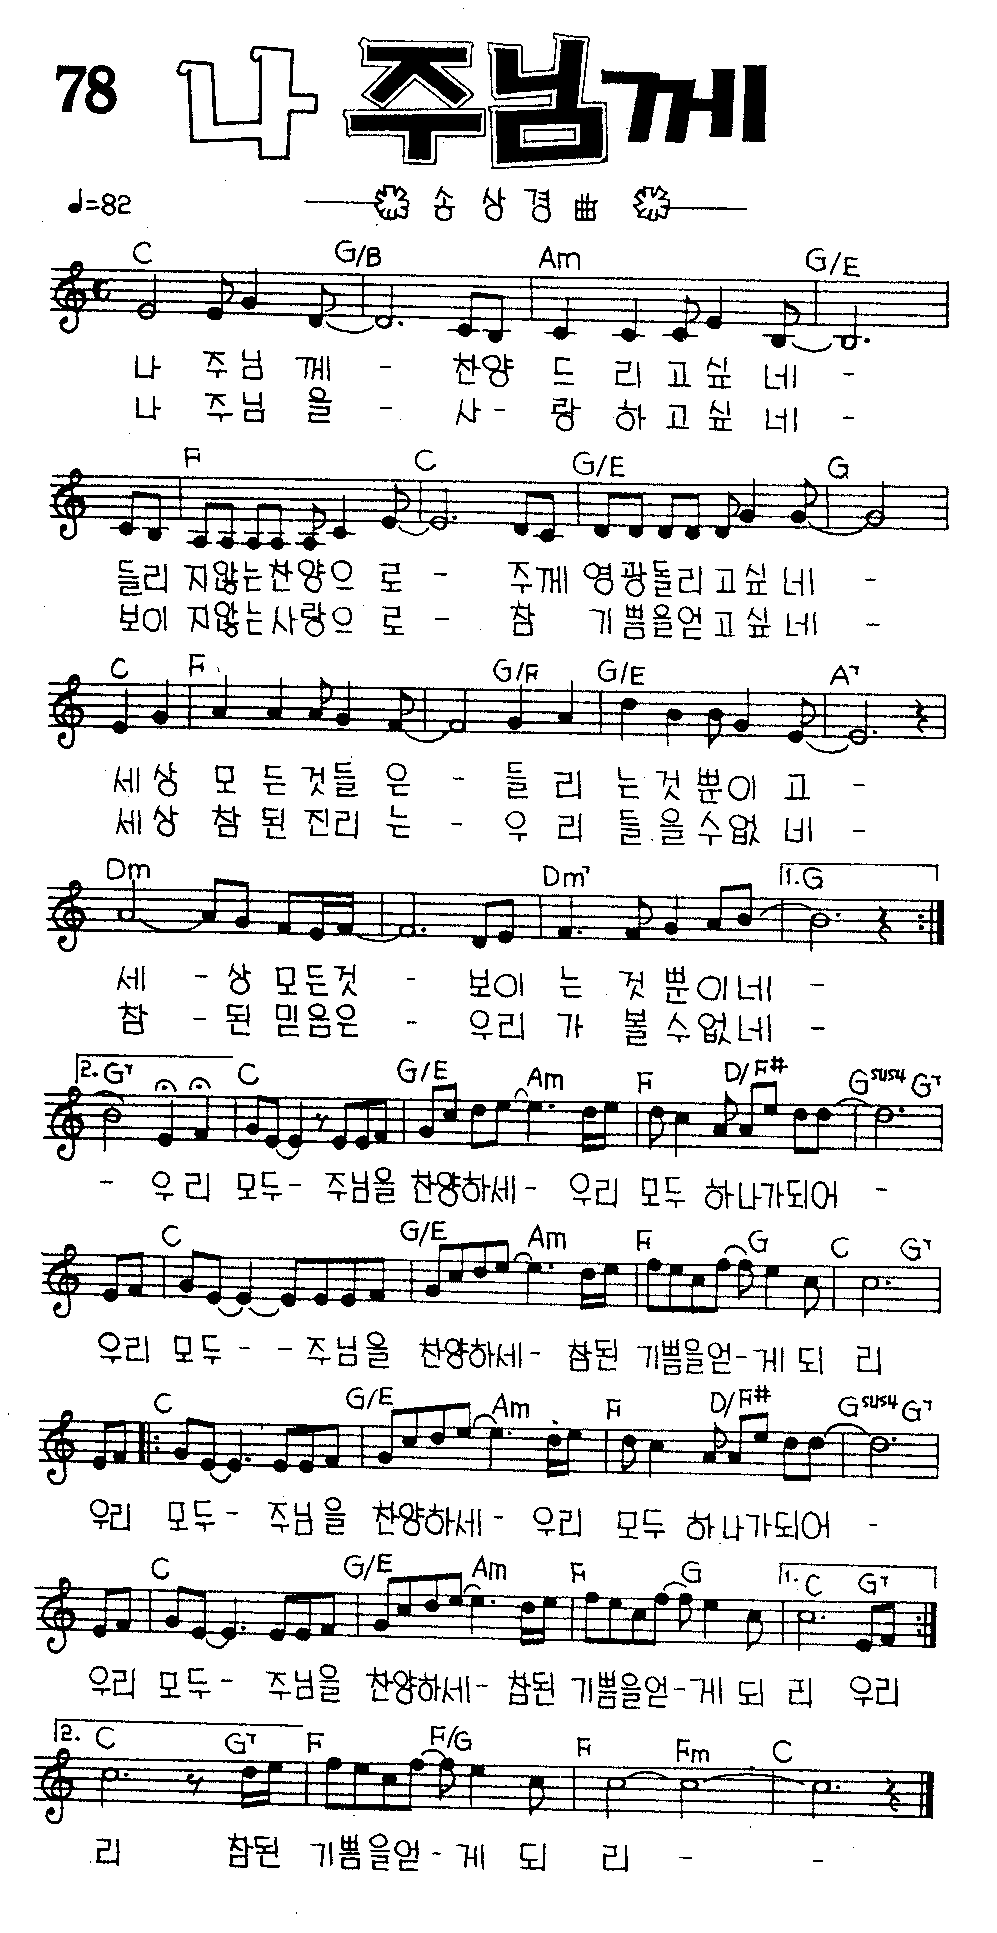 78 나 주님께
♩=82 송상경 曲
C G/B Am G/E
나 주님 께 - 찬양 드 리 고싶 네 -
나 주님 을 - 사- 랑 하 고싶 네 -
F C G/E G
들리 지않는찬양으 로 - 주께 영광돌리고싶 네 -
보이 지않는사랑으 로 - 참 기쁨을얻고싶 네 -
C F G/F G/E A7
세상 모 든것들 은 - 들 리 는것뿐이 고 -
세상 참 된진리 는 - 우 리 들을수없 네 -
Dm Dm7 1. G
세 - 상 모든것 - 보이 는 것 뿐이네 -
참 - 된 믿음은 - 우리 가 볼 수없네 -
2. G7 C G/E Am F D/F# Gsus4 G7
- 우리 모두- 주님을 찬양하세- 우리 모두 하나가되어 -
C G/E Am F G C G7
우리 모두 - - 주님을 찬양하세- 참된 기쁨을얻-게 되 리
C G/E Am F D/F# Gsus4 G7
우리 모두- 주님을 찬양하세- 우리 모두 하나가되어 -
C G/E Am F G 1. C G7
우리 모두- 주님을 찬양하세- 참된 기쁨을얻-게 되 리 우리
2. C G7 F F/G F Fm C
리 참된 기쁨을얻-게 되 리 - -